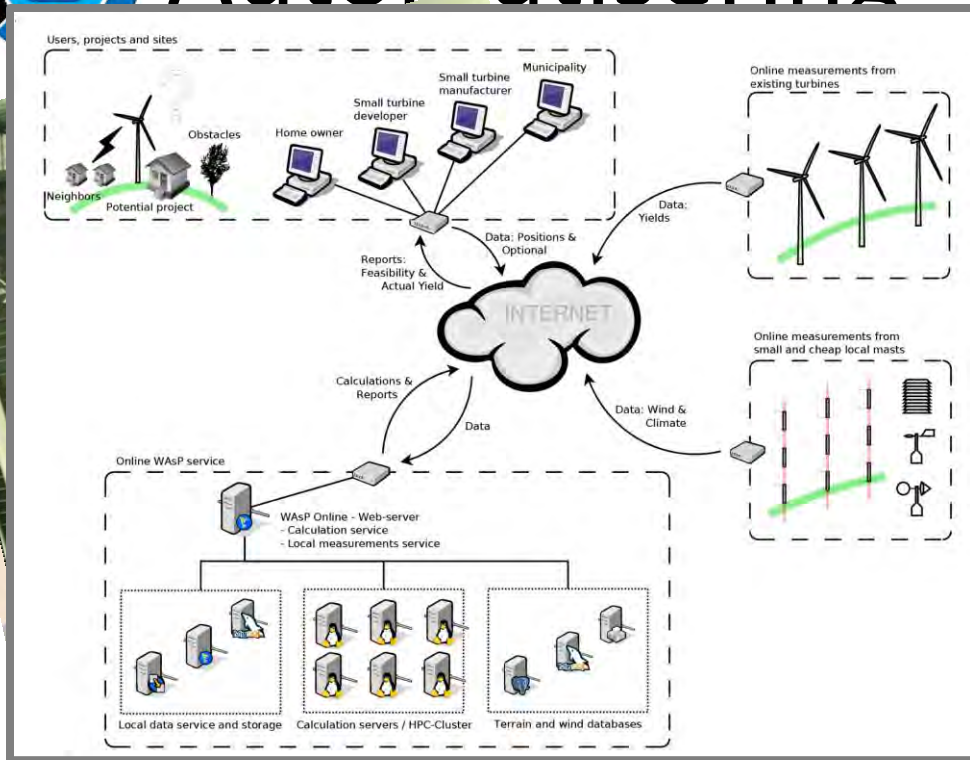 Users, projects and sites
Municipality
Small turbine
manufacturer
Small turbine
developer
Home owner
Obstacles
Neighbors
Potential project
Online measurements from
existing turbines
Data:
Yields
Data: Positions &
Optional
Reports:
Feasibility &
Actual Yield
INTERNET
Online measurements from
small and cheap local masts
Calculations &
Reports
Data
Data: Wind &
Climate
Online WAsP service
WAsP Online - Web-server
- Calculation service
- Local measurements service
Local data service and storage
Calculation servers / HPC-Cluster
Terrain and wind databases